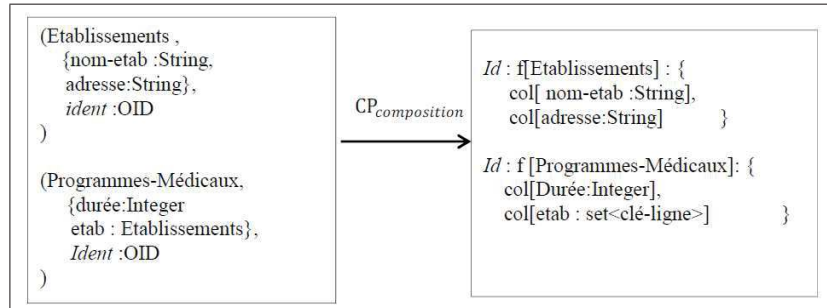 (Etablissements ,
{nom-etab :String,
adresse:String},
ident :OID
)
(Programmes-Médicaux,
{durée:Integer
etab : Etablissements},
Ident :OID
)
CPcomposition
Id : f[Etablissements] : {
col[ nom-etab :String],
col[adresse:String] }
Id : f [Programmes-Médicaux]: {
col[Durée:Integer],
col[etab : set<clé-ligne>] }